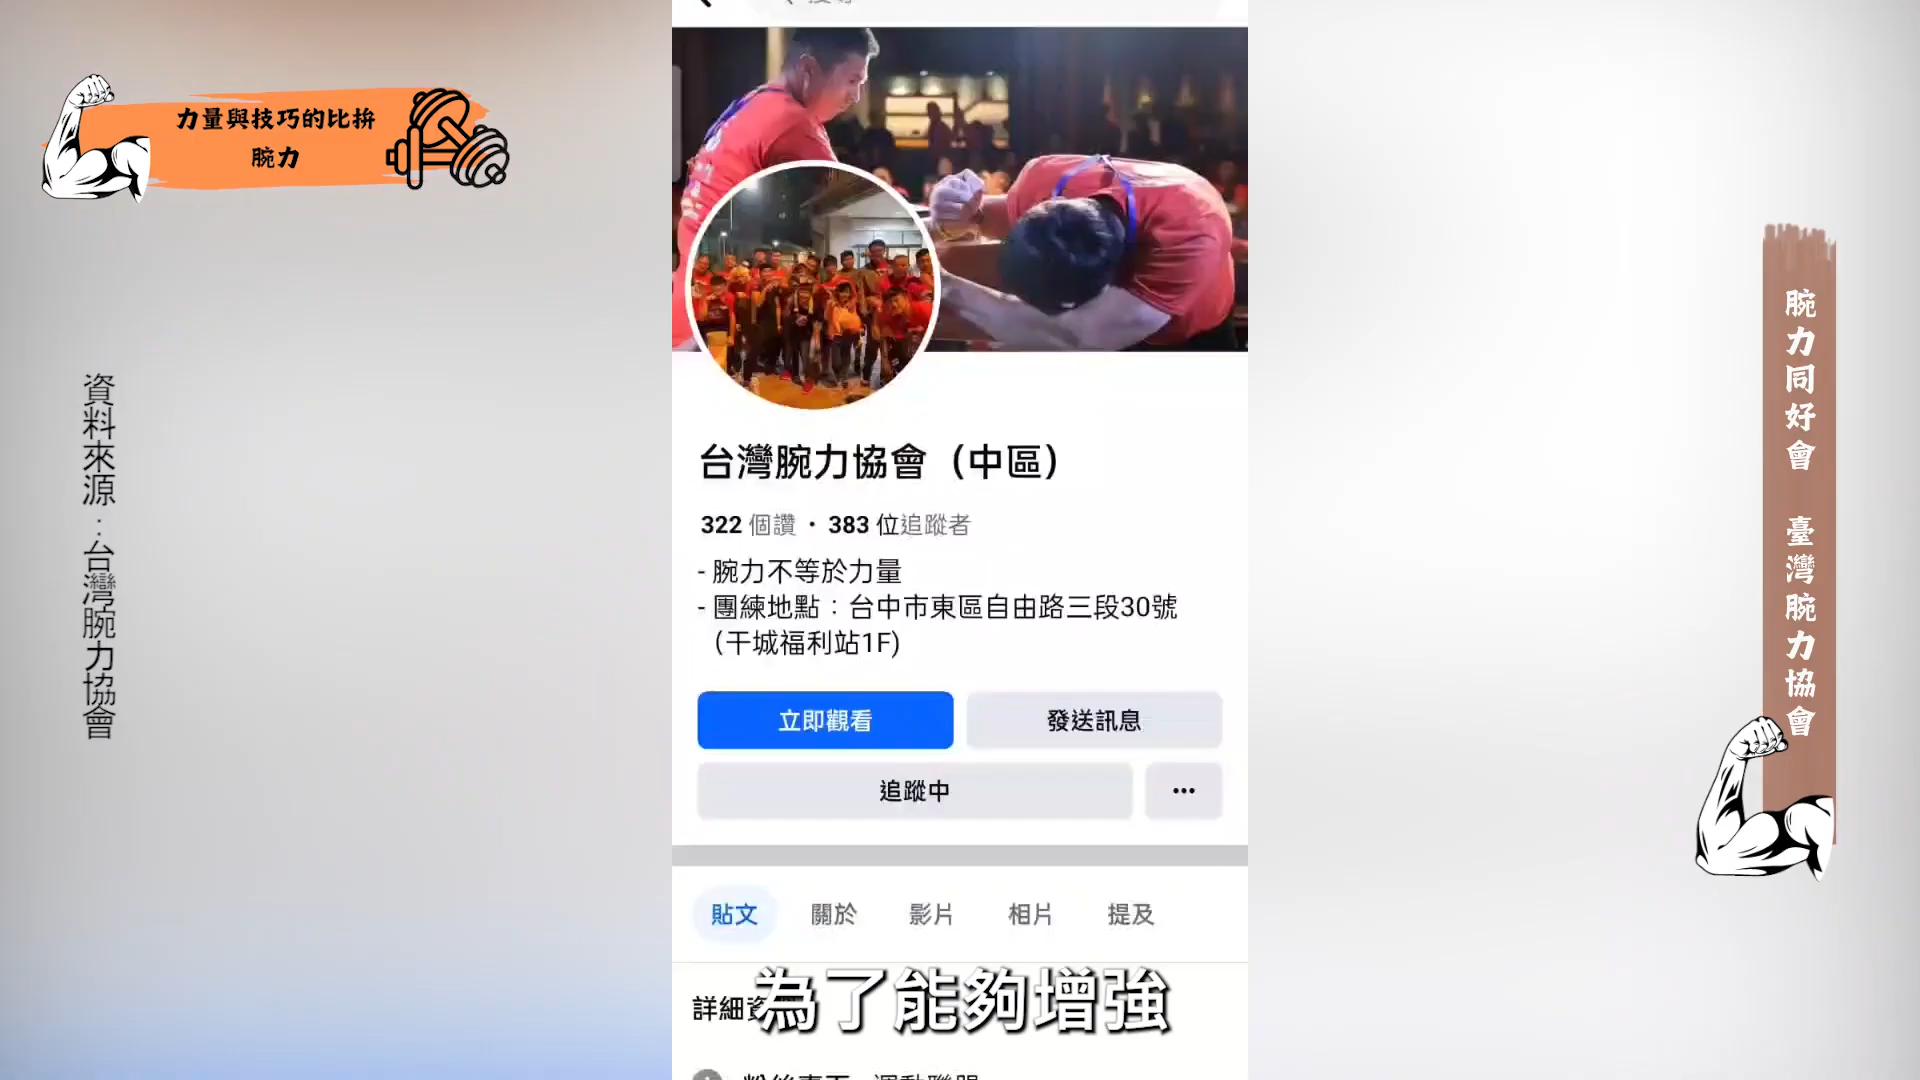 力量與技巧的比拚
腕力
資料來源：台灣腕力協會
台灣腕力協會（中區）
322 個讚 · 383 位追蹤者
- 腕力不等於力量
- 團練地點：台中市東區自由路三段30號
(干城福利站1F)
立即觀看
發送訊息
追蹤中
貼文
關於
影片
相片
提及
詳細資
為了能夠增強
腕力同好會 臺灣腕力協會